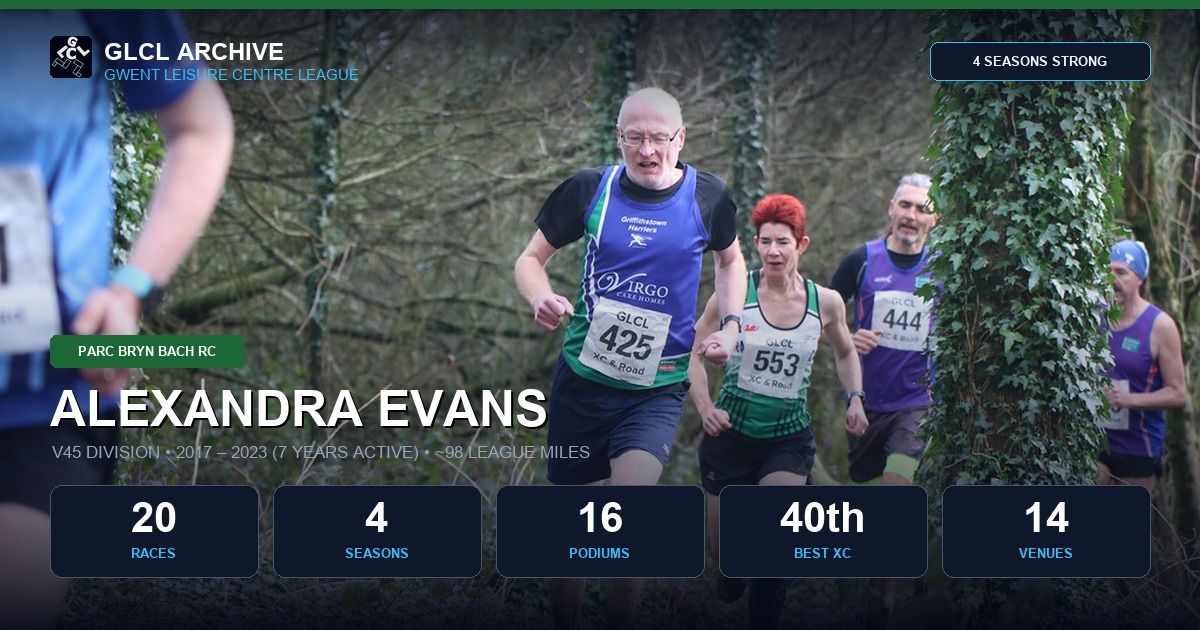 GLCL ARCHIVE
GWENT LEISURE CENTRE LEAGUE
4 SEASONS STRONG
Griffithstown
Harriers
VIRGO
CARE HOMES
GLCL
425
XC & Road
GLCL
553
XC & Road
GLCL
444
PARC BRYN BACH RC
ALEXANDRA EVANS
V45 DIVISION • 2017 – 2023 (7 YEARS ACTIVE) • ~98 LEAGUE MILES
20
RACES
4
SEASONS
16
PODIUMS
40th
BEST XC
14
VENUES